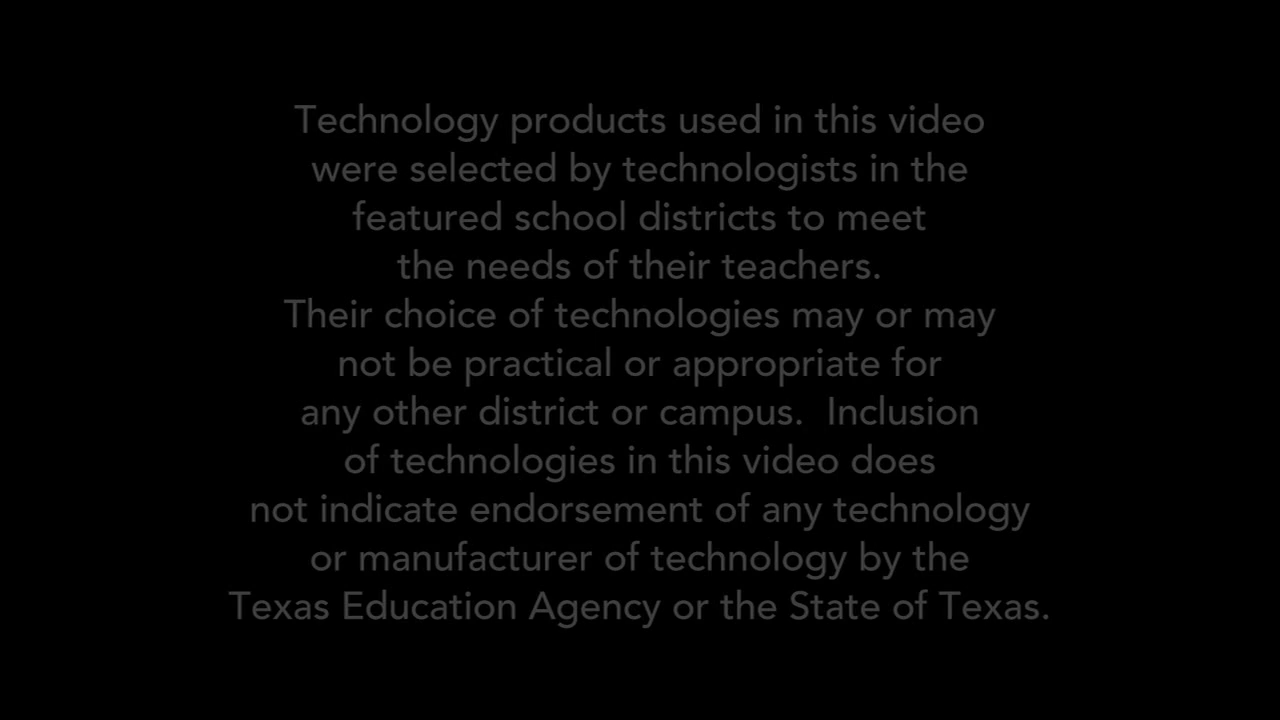 Technology products used in this video
were selected by technologists in the
featured school districts to meet
the needs of their teachers.
Their choice of technologies may or may
not be practical or appropriate for
any other district or campus.  Inclusion
of technologies in this video does
not indicate endorsement of any technology
or manufacturer of technology by the
Texas Education Agency or the State of Texas.